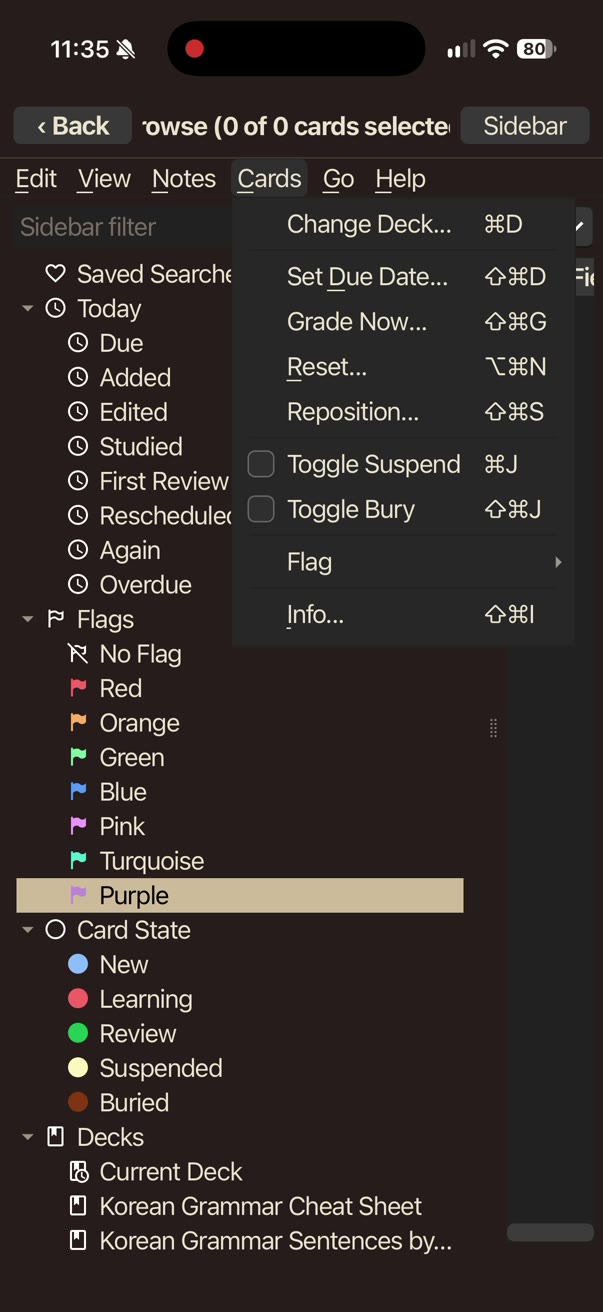 11:35
80
‹ Back
rowse (0 of 0 cards selecte
Sidebar
Edit View Notes Cards Go Help
Sidebar filter
Change Deck... ⌘D
Set Due Date... ⇧⌘D
Grade Now... ⇧⌘G
Reset... ⌥⌘N
Reposition... ⇧⌘S
Toggle Suspend ⌘J
Toggle Bury ⇧⌘J
Flag
Info... ⇧⌘I
Fie
Saved Searche
Today
Due
Added
Edited
Studied
First Review
Rescheduled
Again
Overdue
Flags
No Flag
Red
Orange
Green
Blue
Pink
Turquoise
Purple
Card State
New
Learning
Review
Suspended
Buried
Decks
Current Deck
Korean Grammar Cheat Sheet
Korean Grammar Sentences by...